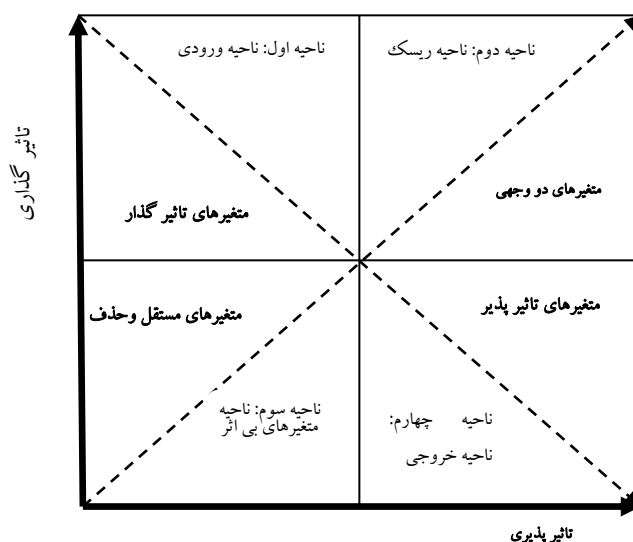 ناحیه دوم: ناحیه ریسک
ناحیه اول: ناحیه ورودی
تاثیر گذاری
متغیرهای دو وجهی
متغیرهای تاثیر گذار
متغیرهای تاثیر پذیر
متغیرهای مستقل وحذف
ناحیه چهارم:
ناحیه خروجی
ناحیه سوم: ناحیه
متغیرهای بی اثر
تاثیر پذیری